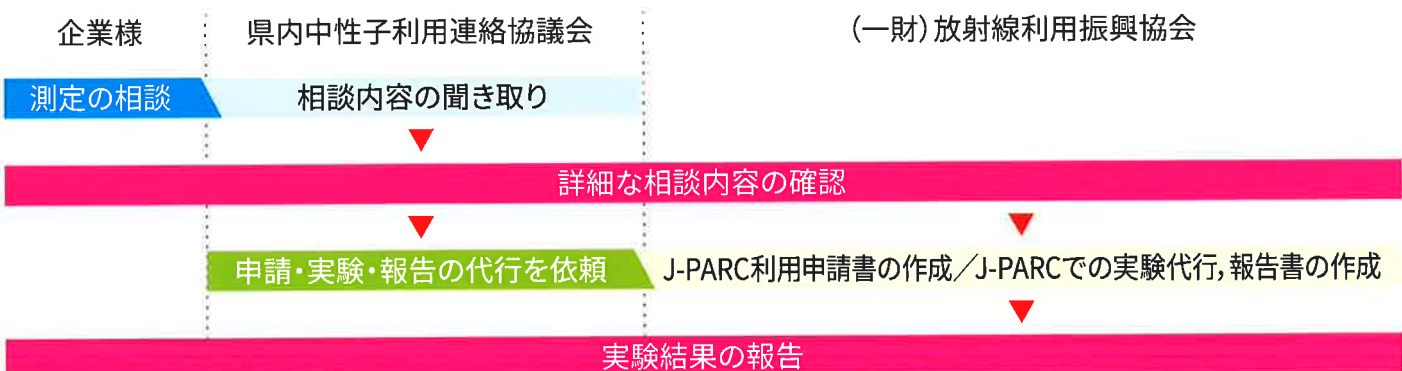 企業様
県内中性子利用連絡協議会
(一財)放射線利用振興協会
測定の相談
相談内容の聞き取り
詳細な相談内容の確認
申請・実験・報告の代行を依頼
J-PARC利用申請書の作成／J-PARCでの実験代行,報告書の作成
実験結果の報告